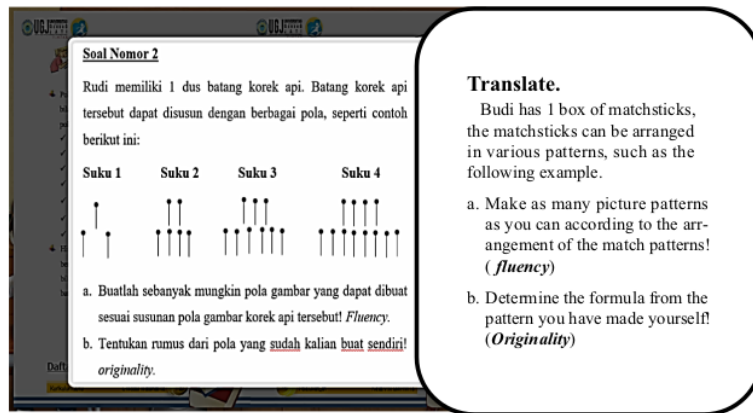 UGJ
UGJ
Soal Nomor 2
Rudi memiliki 1 dus batang korek api. Batang korek api
tersebut dapat disusun dengan berbagai pola, seperti contoh
berikut ini:
Suku 1 Suku 2 Suku 3 Suku 4
a. Buatlah sebanyak mungkin pola gambar yang dapat dibuat
sesuai susunan pola gambar korek api tersebut! Fluency.
b. Tentukan rumus dari pola yang sudah kalian buat sendiri!
originality.
Daft
Translate.
Budi has 1 box of matchsticks,
the matchsticks can be arranged
in various patterns, such as the
following example.
a. Make as many picture patterns
as you can according to the arr-
angement of the match patterns!
( fluency)
b. Determine the formula from the
pattern you have made yourself!
(Originality)